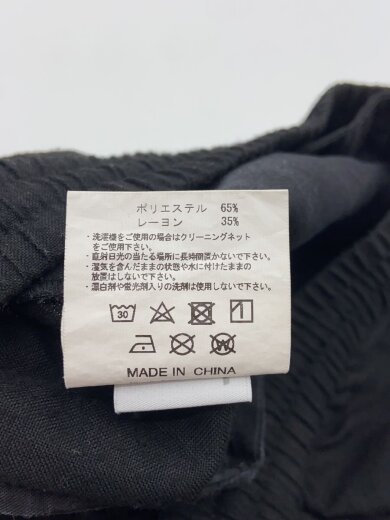 ポリエステル 65%
レーヨン 35%
・洗濯機をご使用の場合はクリーニングネット
をご使用下さい。
・直射日光の当たる場所に長時間置かないで下さい。
・湿気を含んだままの状態や水に付けたままの
放置はしないで下さい。
・漂白剤や蛍光剤入りの洗剤は使用しないで下さい。
30
W
MADE IN CHINA